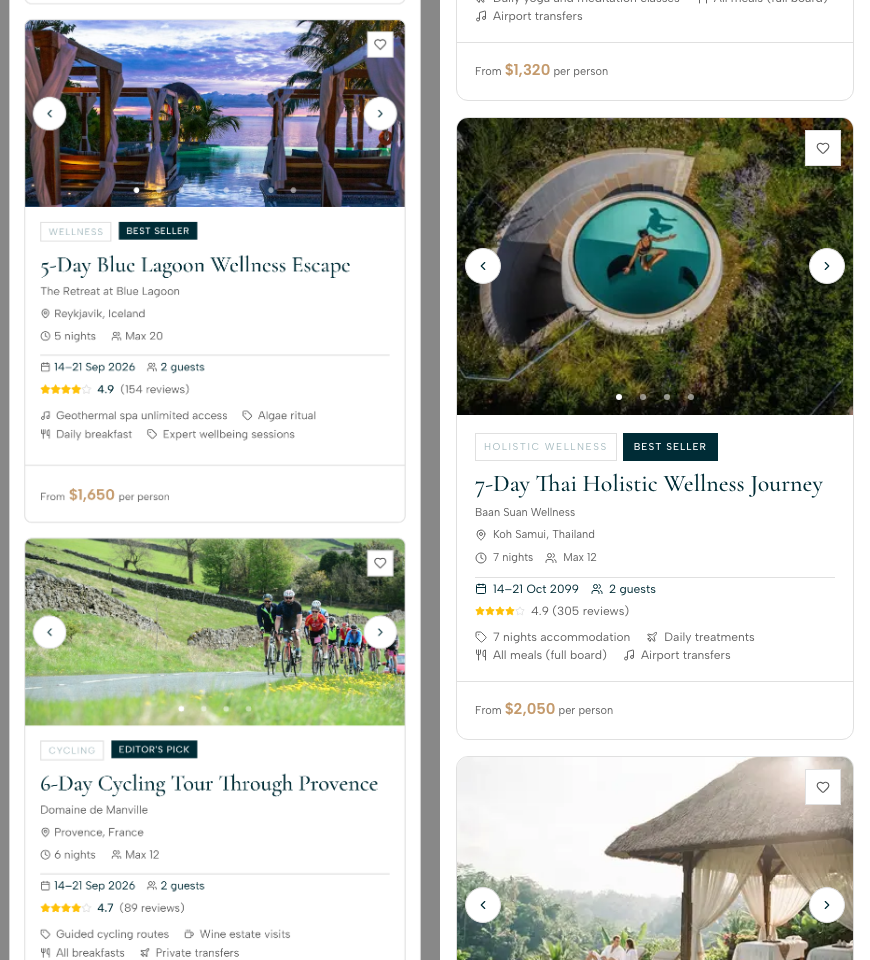 WELLNESS BEST SELLER
5-Day Blue Lagoon Wellness Escape
The Retreat at Blue Lagoon
Reykjavik, Iceland
5 nights Max 20
14–21 Sep 2026 2 guests
4.9 (154 reviews)
Geothermal spa unlimited access Algae ritual
Daily breakfast Expert wellbeing sessions
From $1,650 per person
CYCLING EDITOR'S PICK
6-Day Cycling Tour Through Provence
Domaine de Manville
Provence, France
6 nights Max 12
14–21 Sep 2026 2 guests
4.7 (89 reviews)
Guided cycling routes Wine estate visits
All breakfasts Private transfers
Daily yoga and meditation classes All meals (full board)
Airport transfers
From $1,320 per person
HOLISTIC WELLNESS BEST SELLER
7-Day Thai Holistic Wellness Journey
Baan Suan Wellness
Koh Samui, Thailand
7 nights Max 12
14–21 Oct 2099 2 guests
4.9 (305 reviews)
7 nights accommodation Daily treatments
All meals (full board) Airport transfers
From $2,050 per person